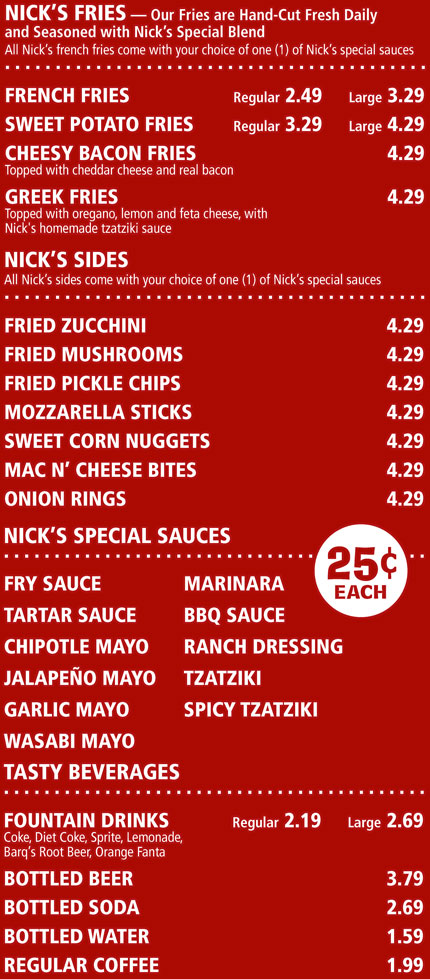 NICK'S FRIES — Our Fries are Hand-Cut Fresh Daily
and Seasoned with Nick's Special Blend
All Nick's french fries come with your choice of one (1) of Nick's special sauces
FRENCH FRIES Regular 2.49 Large 3.29
SWEET POTATO FRIES Regular 3.29 Large 4.29
CHEESY BACON FRIES 4.29
Topped with cheddar cheese and real bacon
GREEK FRIES 4.29
Topped with oregano, lemon and feta cheese, with
Nick's homemade tzatziki sauce
NICK'S SIDES
All Nick's sides come with your choice of one (1) of Nick's special sauces
FRIED ZUCCHINI 4.29
FRIED MUSHROOMS 4.29
FRIED PICKLE CHIPS 4.29
MOZZARELLA STICKS 4.29
SWEET CORN NUGGETS 4.29
MAC N' CHEESE BITES 4.29
ONION RINGS 4.29
NICK'S SPECIAL SAUCES
25¢
EACH
FRY SAUCE MARINARA
TARTAR SAUCE BBQ SAUCE
CHIPOTLE MAYO RANCH DRESSING
JALAPEÑO MAYO TZATZIKI
GARLIC MAYO SPICY TZATZIKI
WASABI MAYO
TASTY BEVERAGES
FOUNTAIN DRINKS Regular 2.19 Large 2.69
Coke, Diet Coke, Sprite, Lemonade,
Barq's Root Beer, Orange Fanta
BOTTLED BEER 3.79
BOTTLED SODA 2.69
BOTTLED WATER 1.59
REGULAR COFFEE 1.99